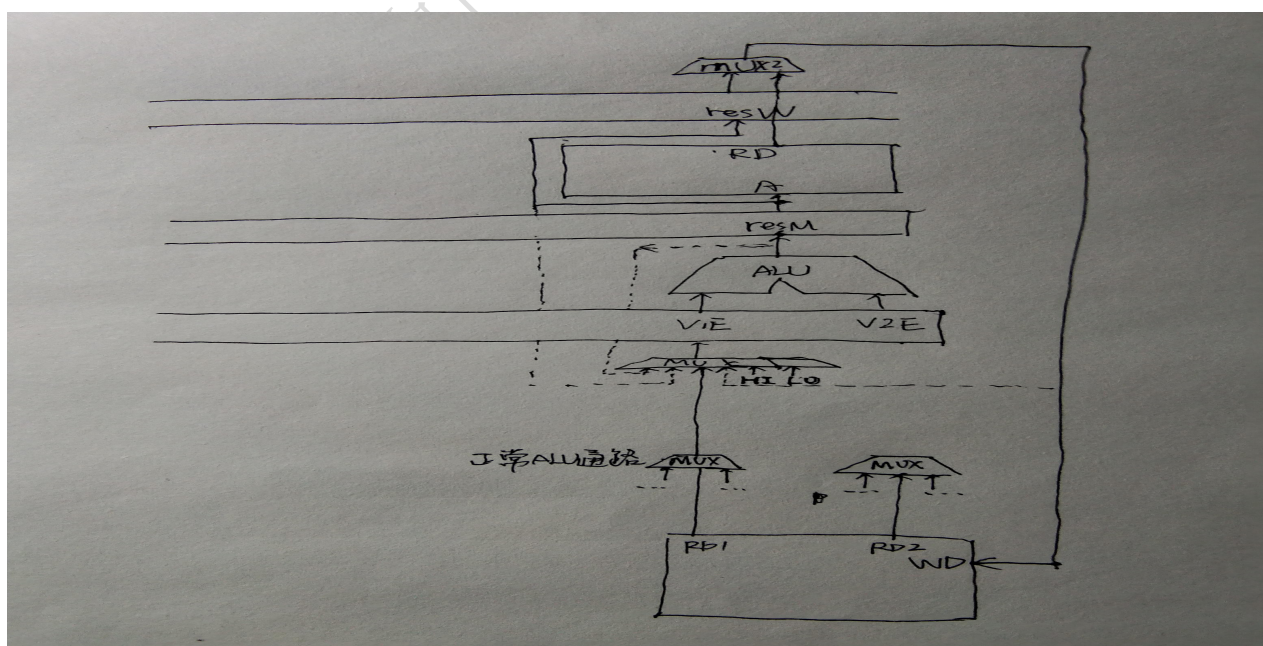 mUX2
resW
RD
A
resM
ALU
V1E V2E
MUX
HI LO
正常ALU通路 MUX MUX
RD1 RD2
WD